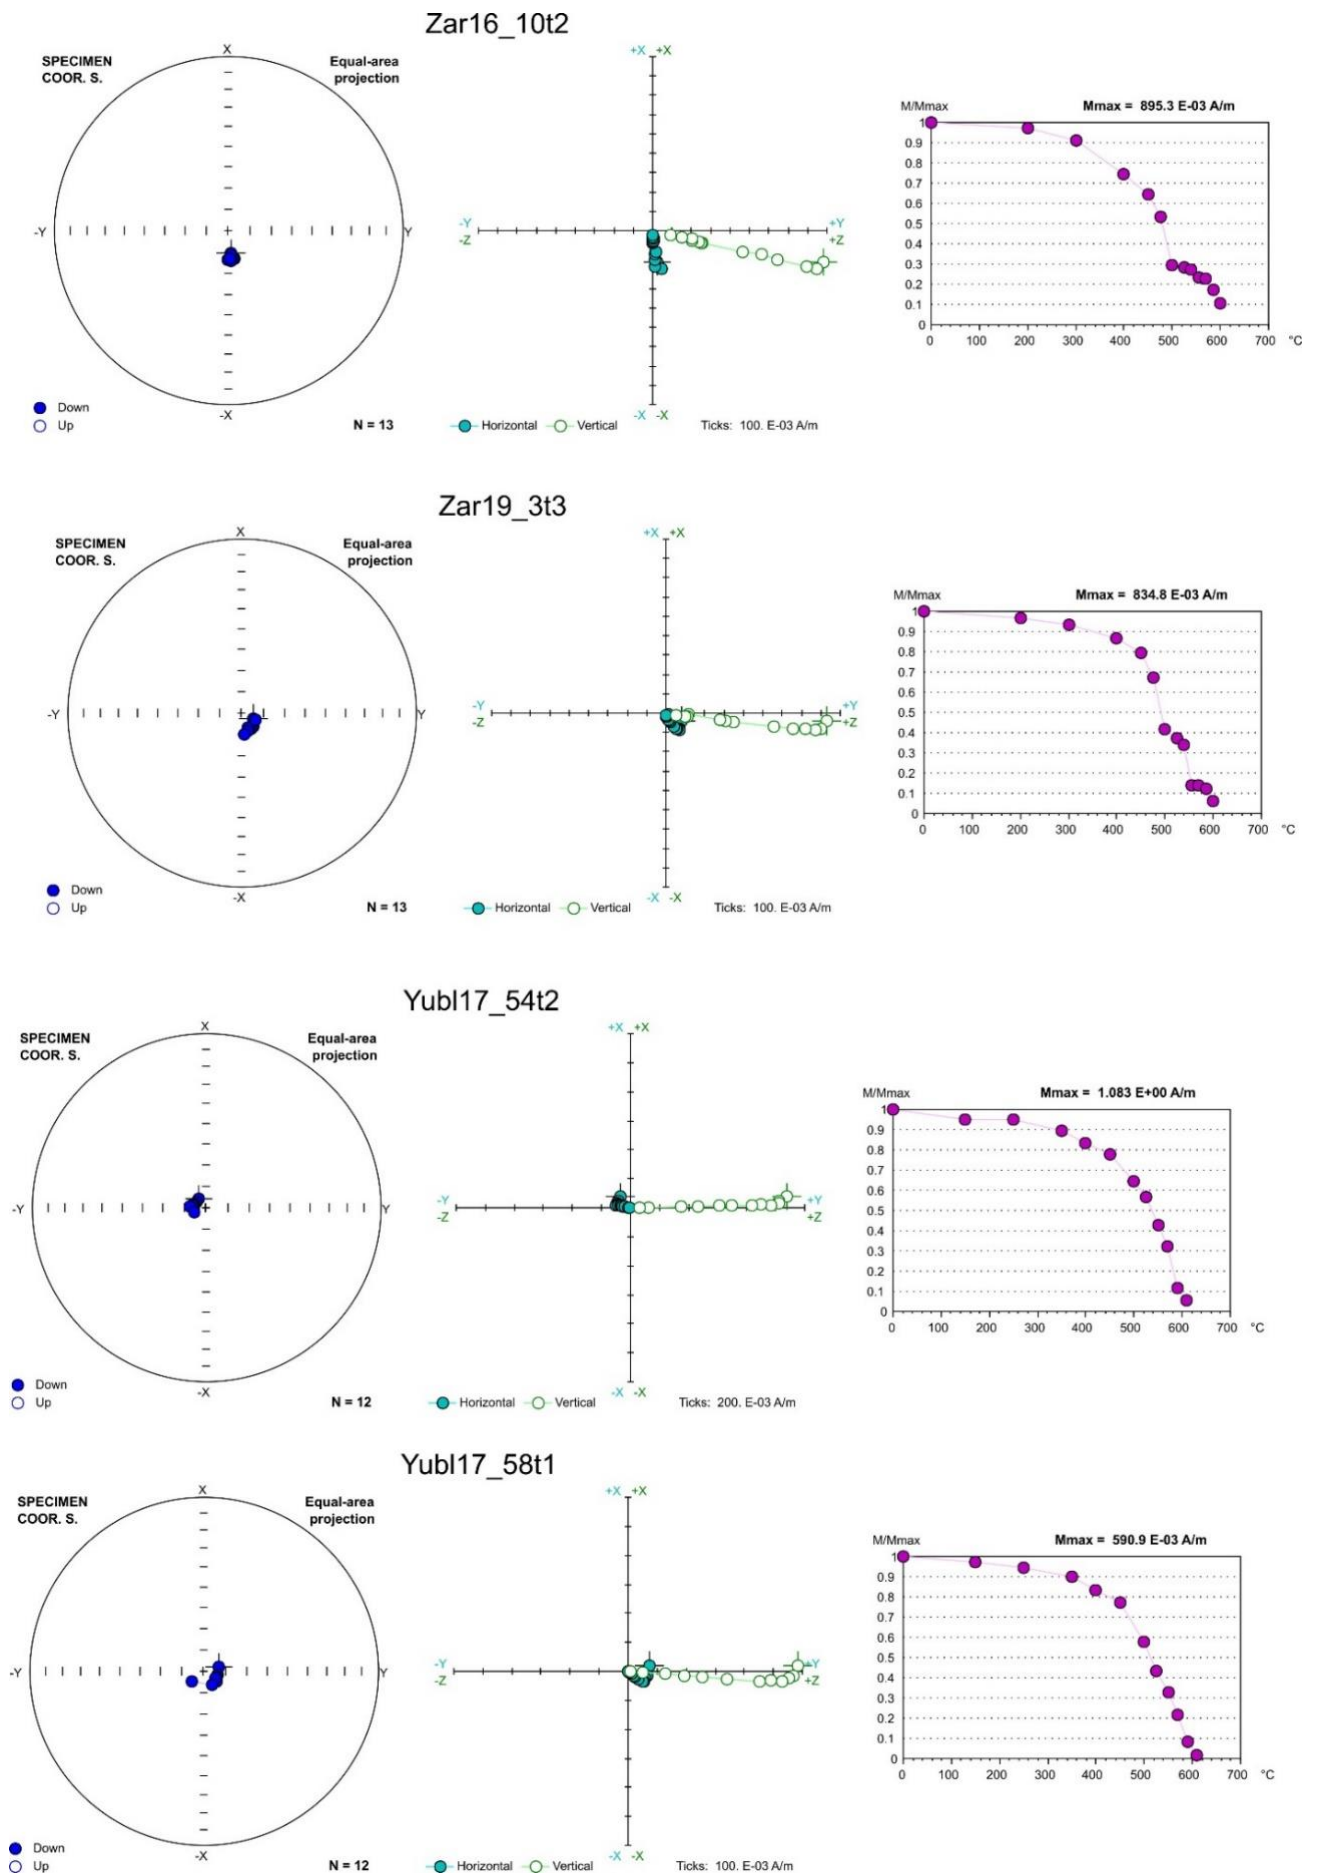 Zar16_10t2
SPECIMEN
COOR. S.
Equal-area
projection
X
-Y
Y
-X
Down
Up
N = 13
+X +X
-Y
-Z
+Y
+Z
-X -X
Horizontal Vertical Ticks: 100. E-03 A/m
M/Mmax Mmax = 895.3 E-03 A/m
1
0.9
0.8
0.7
0.6
0.5
0.4
0.3
0.2
0.1
0
0 100 200 300 400 500 600 700 °C
Zar19_3t3
SPECIMEN
COOR. S.
Equal-area
projection
X
-Y
Y
-X
Down
Up
N = 13
+X +X
-Y
-Z
+Y
+Z
-X -X
Horizontal Vertical Ticks: 100. E-03 A/m
M/Mmax Mmax = 834.8 E-03 A/m
1
0.9
0.8
0.7
0.6
0.5
0.4
0.3
0.2
0.1
0
0 100 200 300 400 500 600 700 °C
Yubl17_54t2
SPECIMEN
COOR. S.
Equal-area
projection
X
-Y
Y
-X
Down
Up
N = 12
+X +X
-Y
-Z
+Y
+Z
-X -X
Horizontal Vertical Ticks: 200. E-03 A/m
M/Mmax Mmax = 1.083 E+00 A/m
1
0.9
0.8
0.7
0.6
0.5
0.4
0.3
0.2
0.1
0
0 100 200 300 400 500 600 700 °C
Yubl17_58t1
SPECIMEN
COOR. S.
Equal-area
projection
X
-Y
Y
-X
Down
Up
N = 12
+X +X
-Y
-Z
+Y
+Z
-X -X
Horizontal Vertical Ticks: 100. E-03 A/m
M/Mmax Mmax = 590.9 E-03 A/m
1
0.9
0.8
0.7
0.6
0.5
0.4
0.3
0.2
0.1
0
0 100 200 300 400 500 600 700 °C